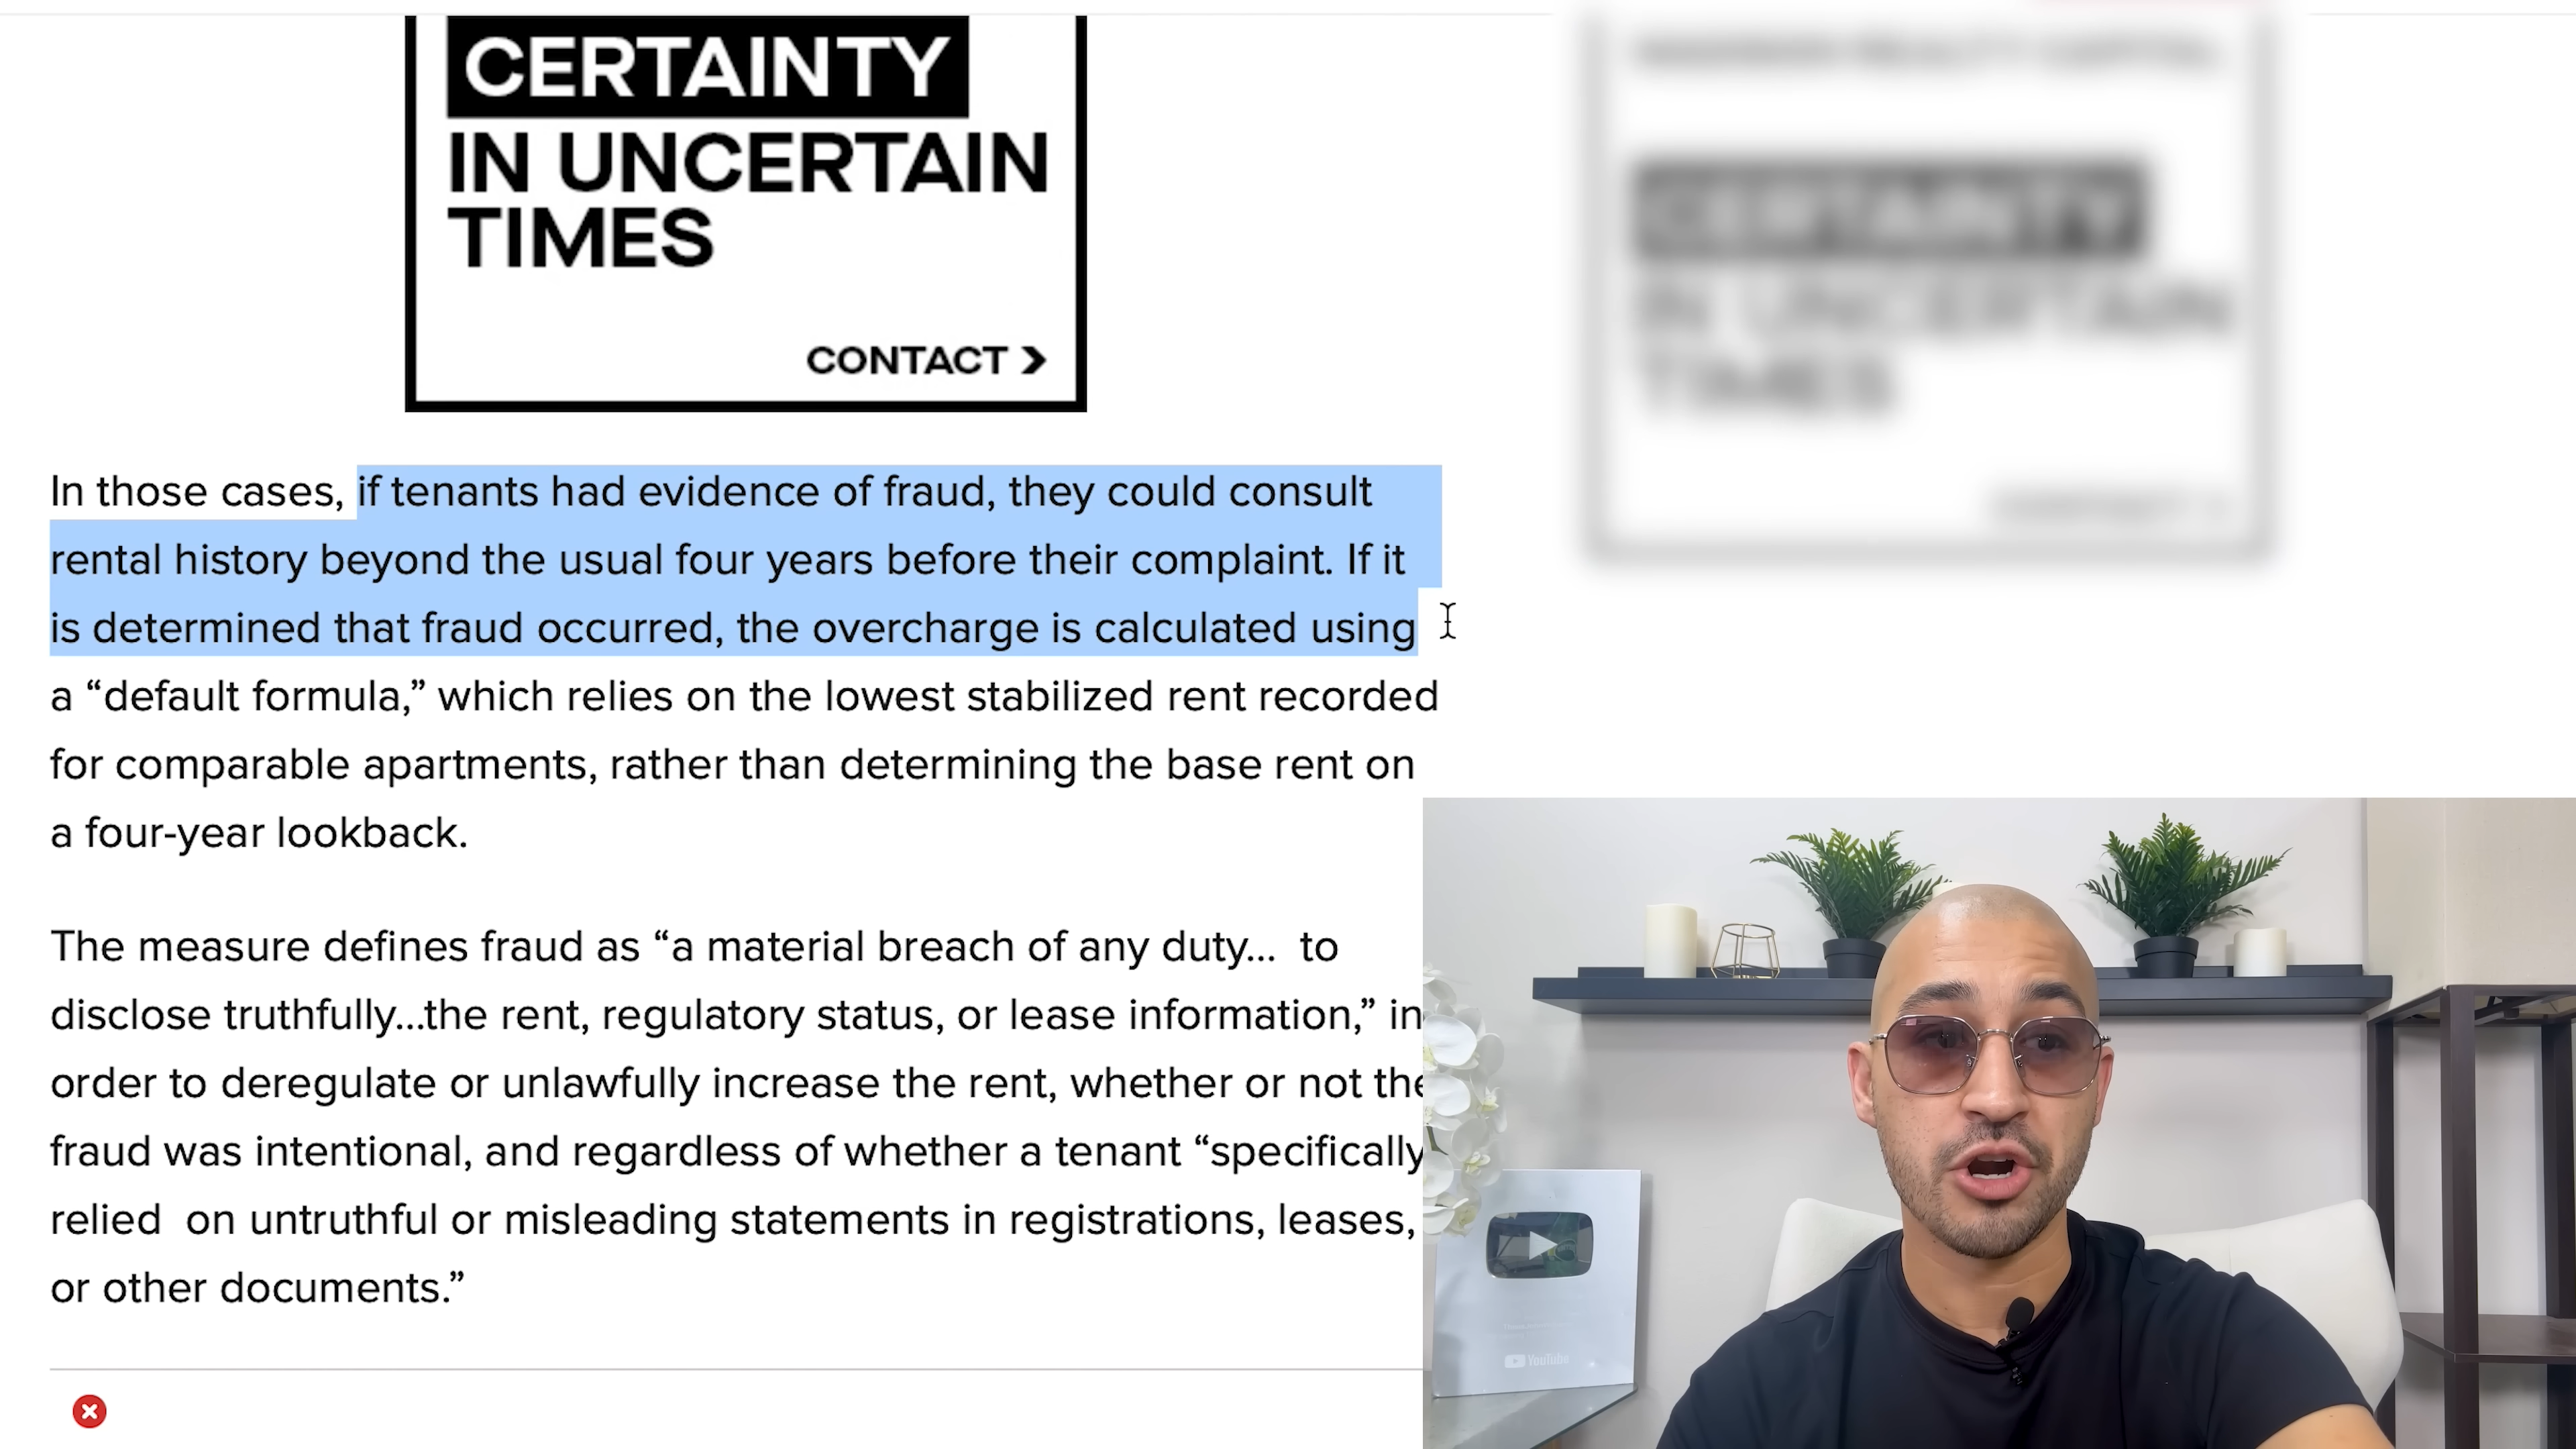 CERTAINTY
IN UNCERTAIN
TIMES
CONTACT
In those cases, if tenants had evidence of fraud, they could consult
rental history beyond the usual four years before their complaint. If it
is determined that fraud occurred, the overcharge is calculated using
a “default formula,” which relies on the lowest stabilized rent recorded
for comparable apartments, rather than determining the base rent on
a four-year lookback.
The measure defines fraud as “a material breach of any duty...  to
disclose truthfully...the rent, regulatory status, or lease information,” in
order to deregulate or unlawfully increase the rent, whether or not the
fraud was intentional, and regardless of whether a tenant “specifically
relied  on untruthful or misleading statements in registrations, leases,
or other documents.”
CERTAINTY
IN UNCERTAIN
TIMES
YouTube